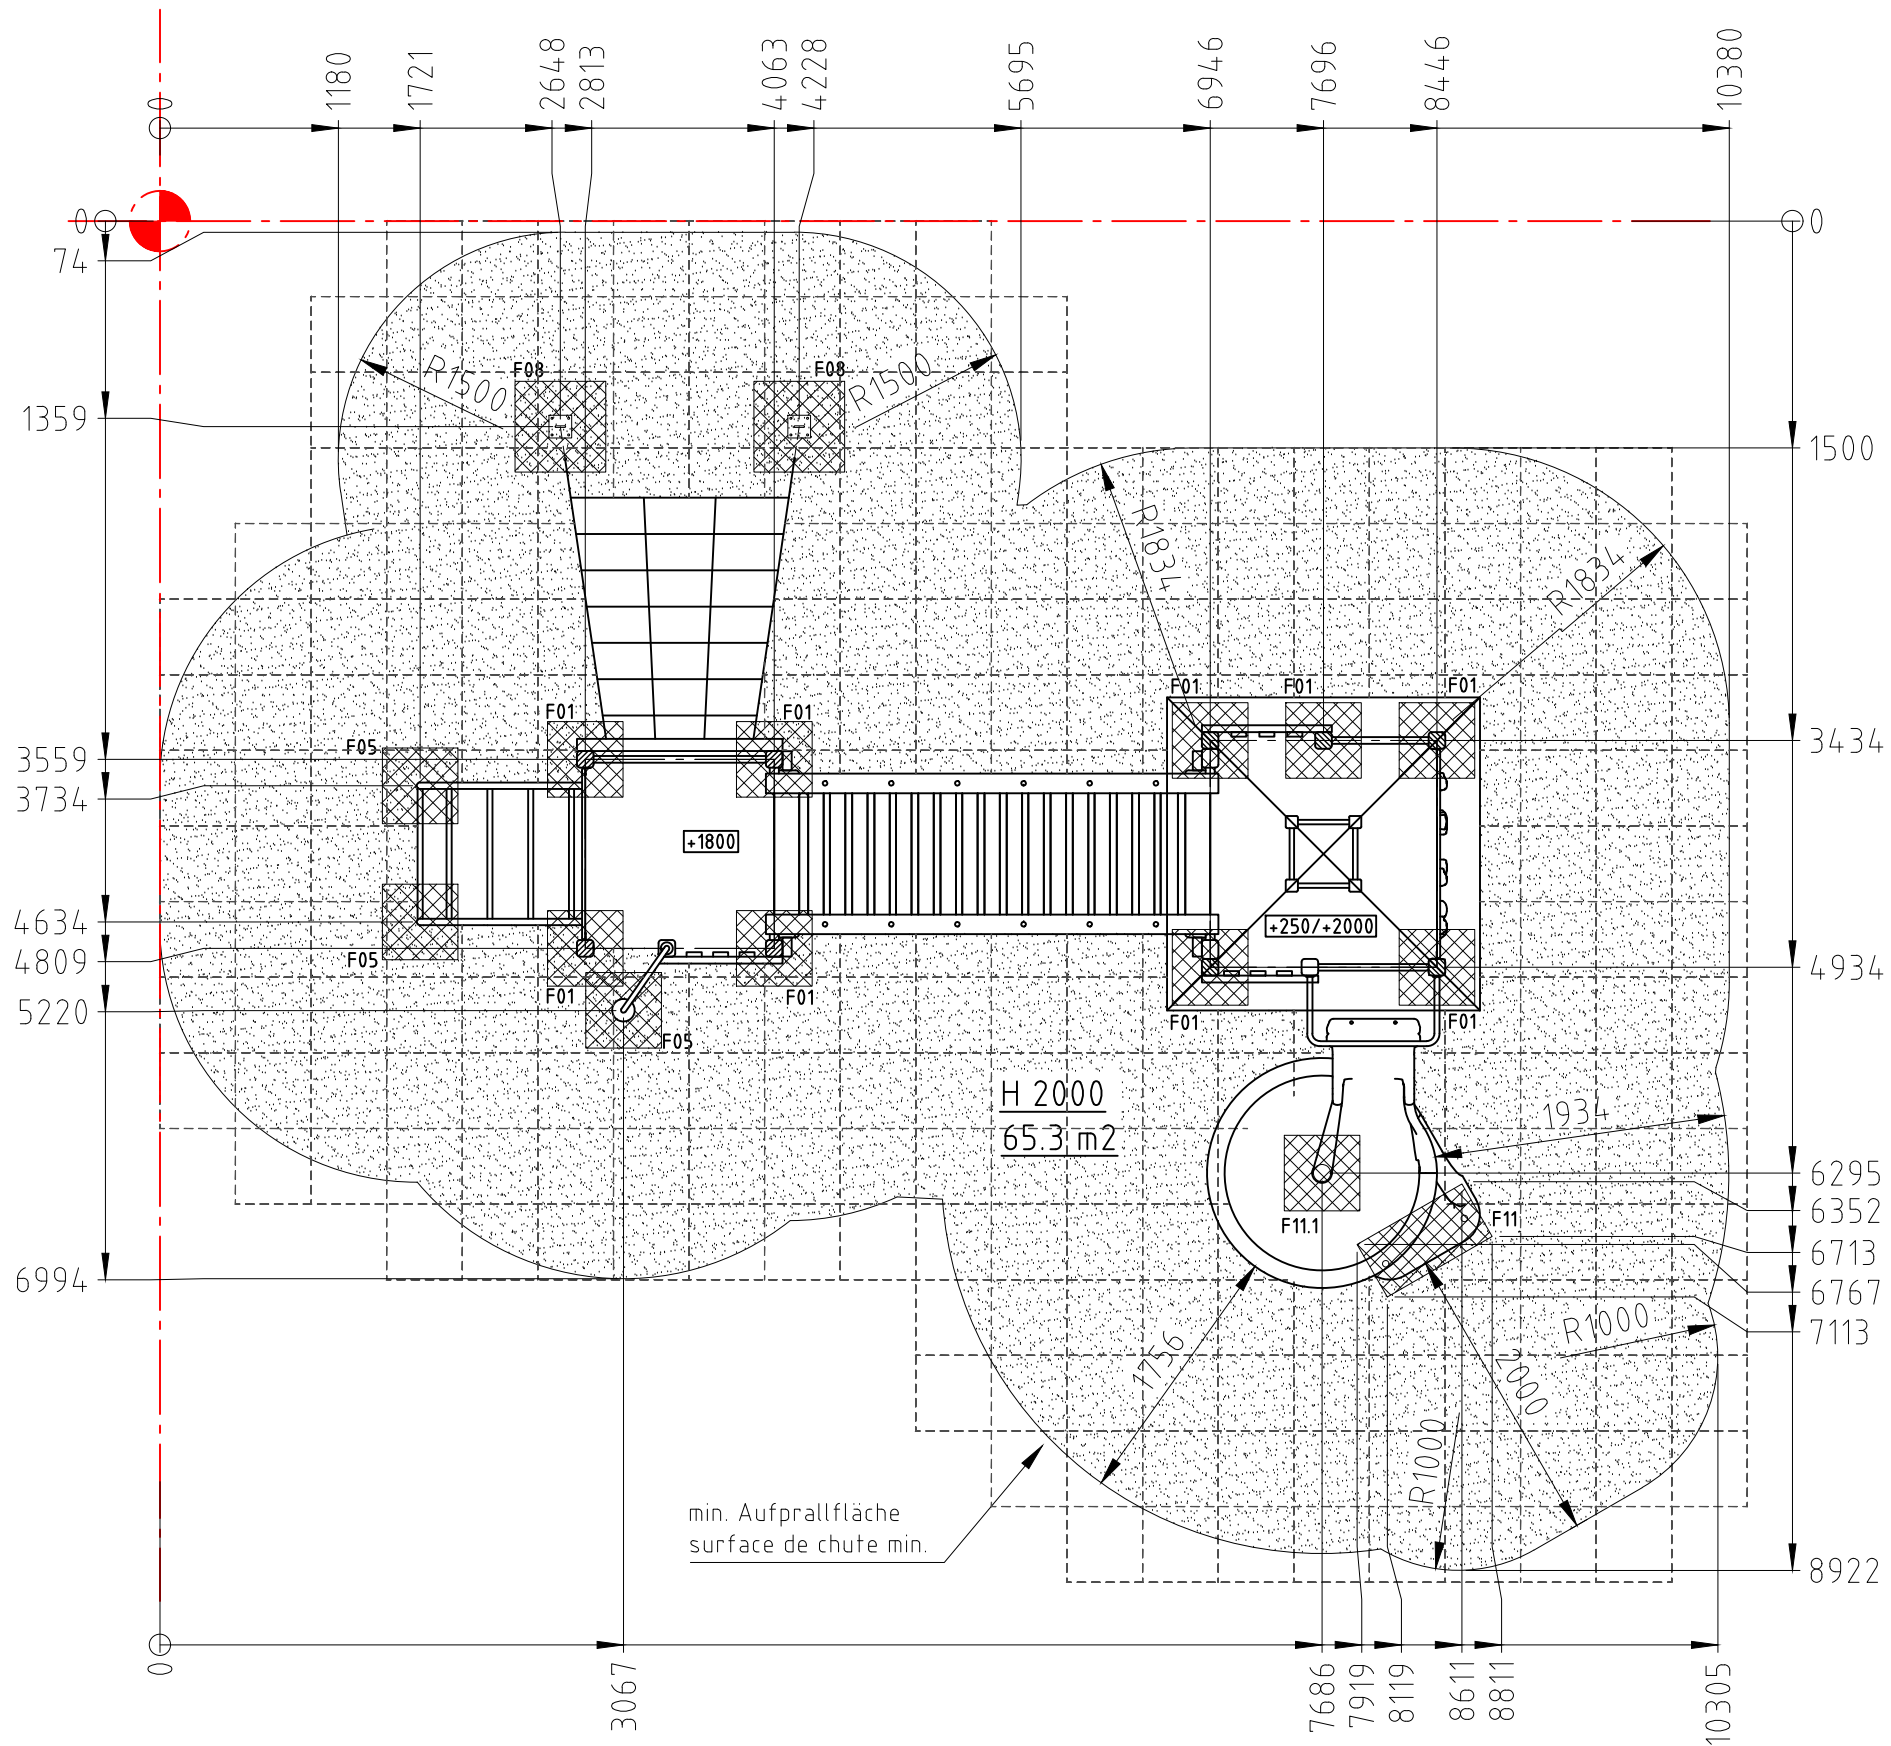 0
1180
1721
2648
2813
4063
4228
5695
6946
7696
8446
10380
0
0
74
R1500
F08
F08
R1500
1359
1500
R1834
R1834
F01
F01
F01
F01
F01
F05
3434
3559
3734
+1800
+250/+2000
4634
4809
F05
4934
F01
F01
5220
F01
F01
F05
H 2000
65.3 m2
1934
6295
6352
F11.1
F11
6713
6994
6767
R1000
7113
1756
2000
R1000
min. Aufprallfläche
surface de chute min.
8922
0
3067
7686
7919
8119
8611
8811
10305